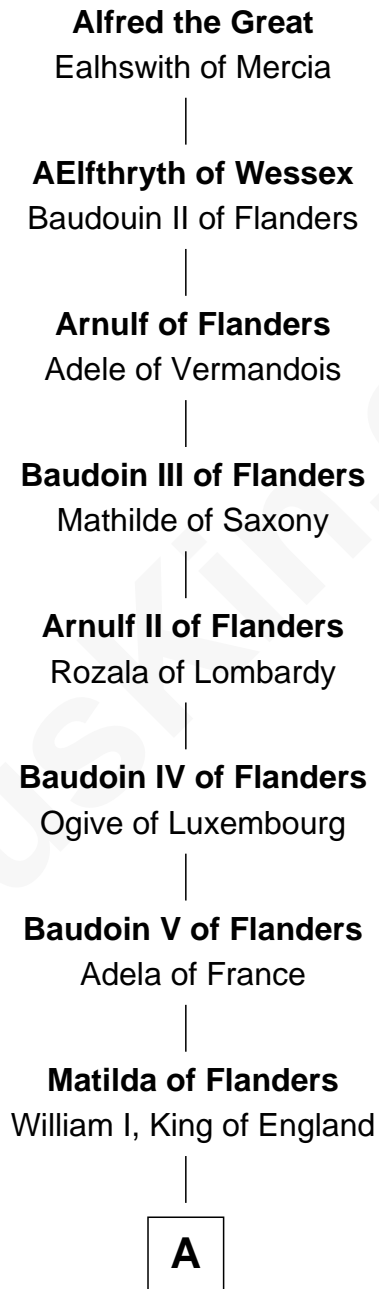 Alfred the Great
Ealhswith of Mercia
AElfthryth of Wessex
Baudouin II of Flanders
Arnulf of Flanders
Adele of Vermandois
Baudoin III of Flanders
Mathilde of Saxony
Arnulf II of Flanders
Rozala of Lombardy
Baudoin IV of Flanders
Ogive of Luxembourg
Baudoin V of Flanders
Adela of France
Matilda of Flanders
William I, King of England
A